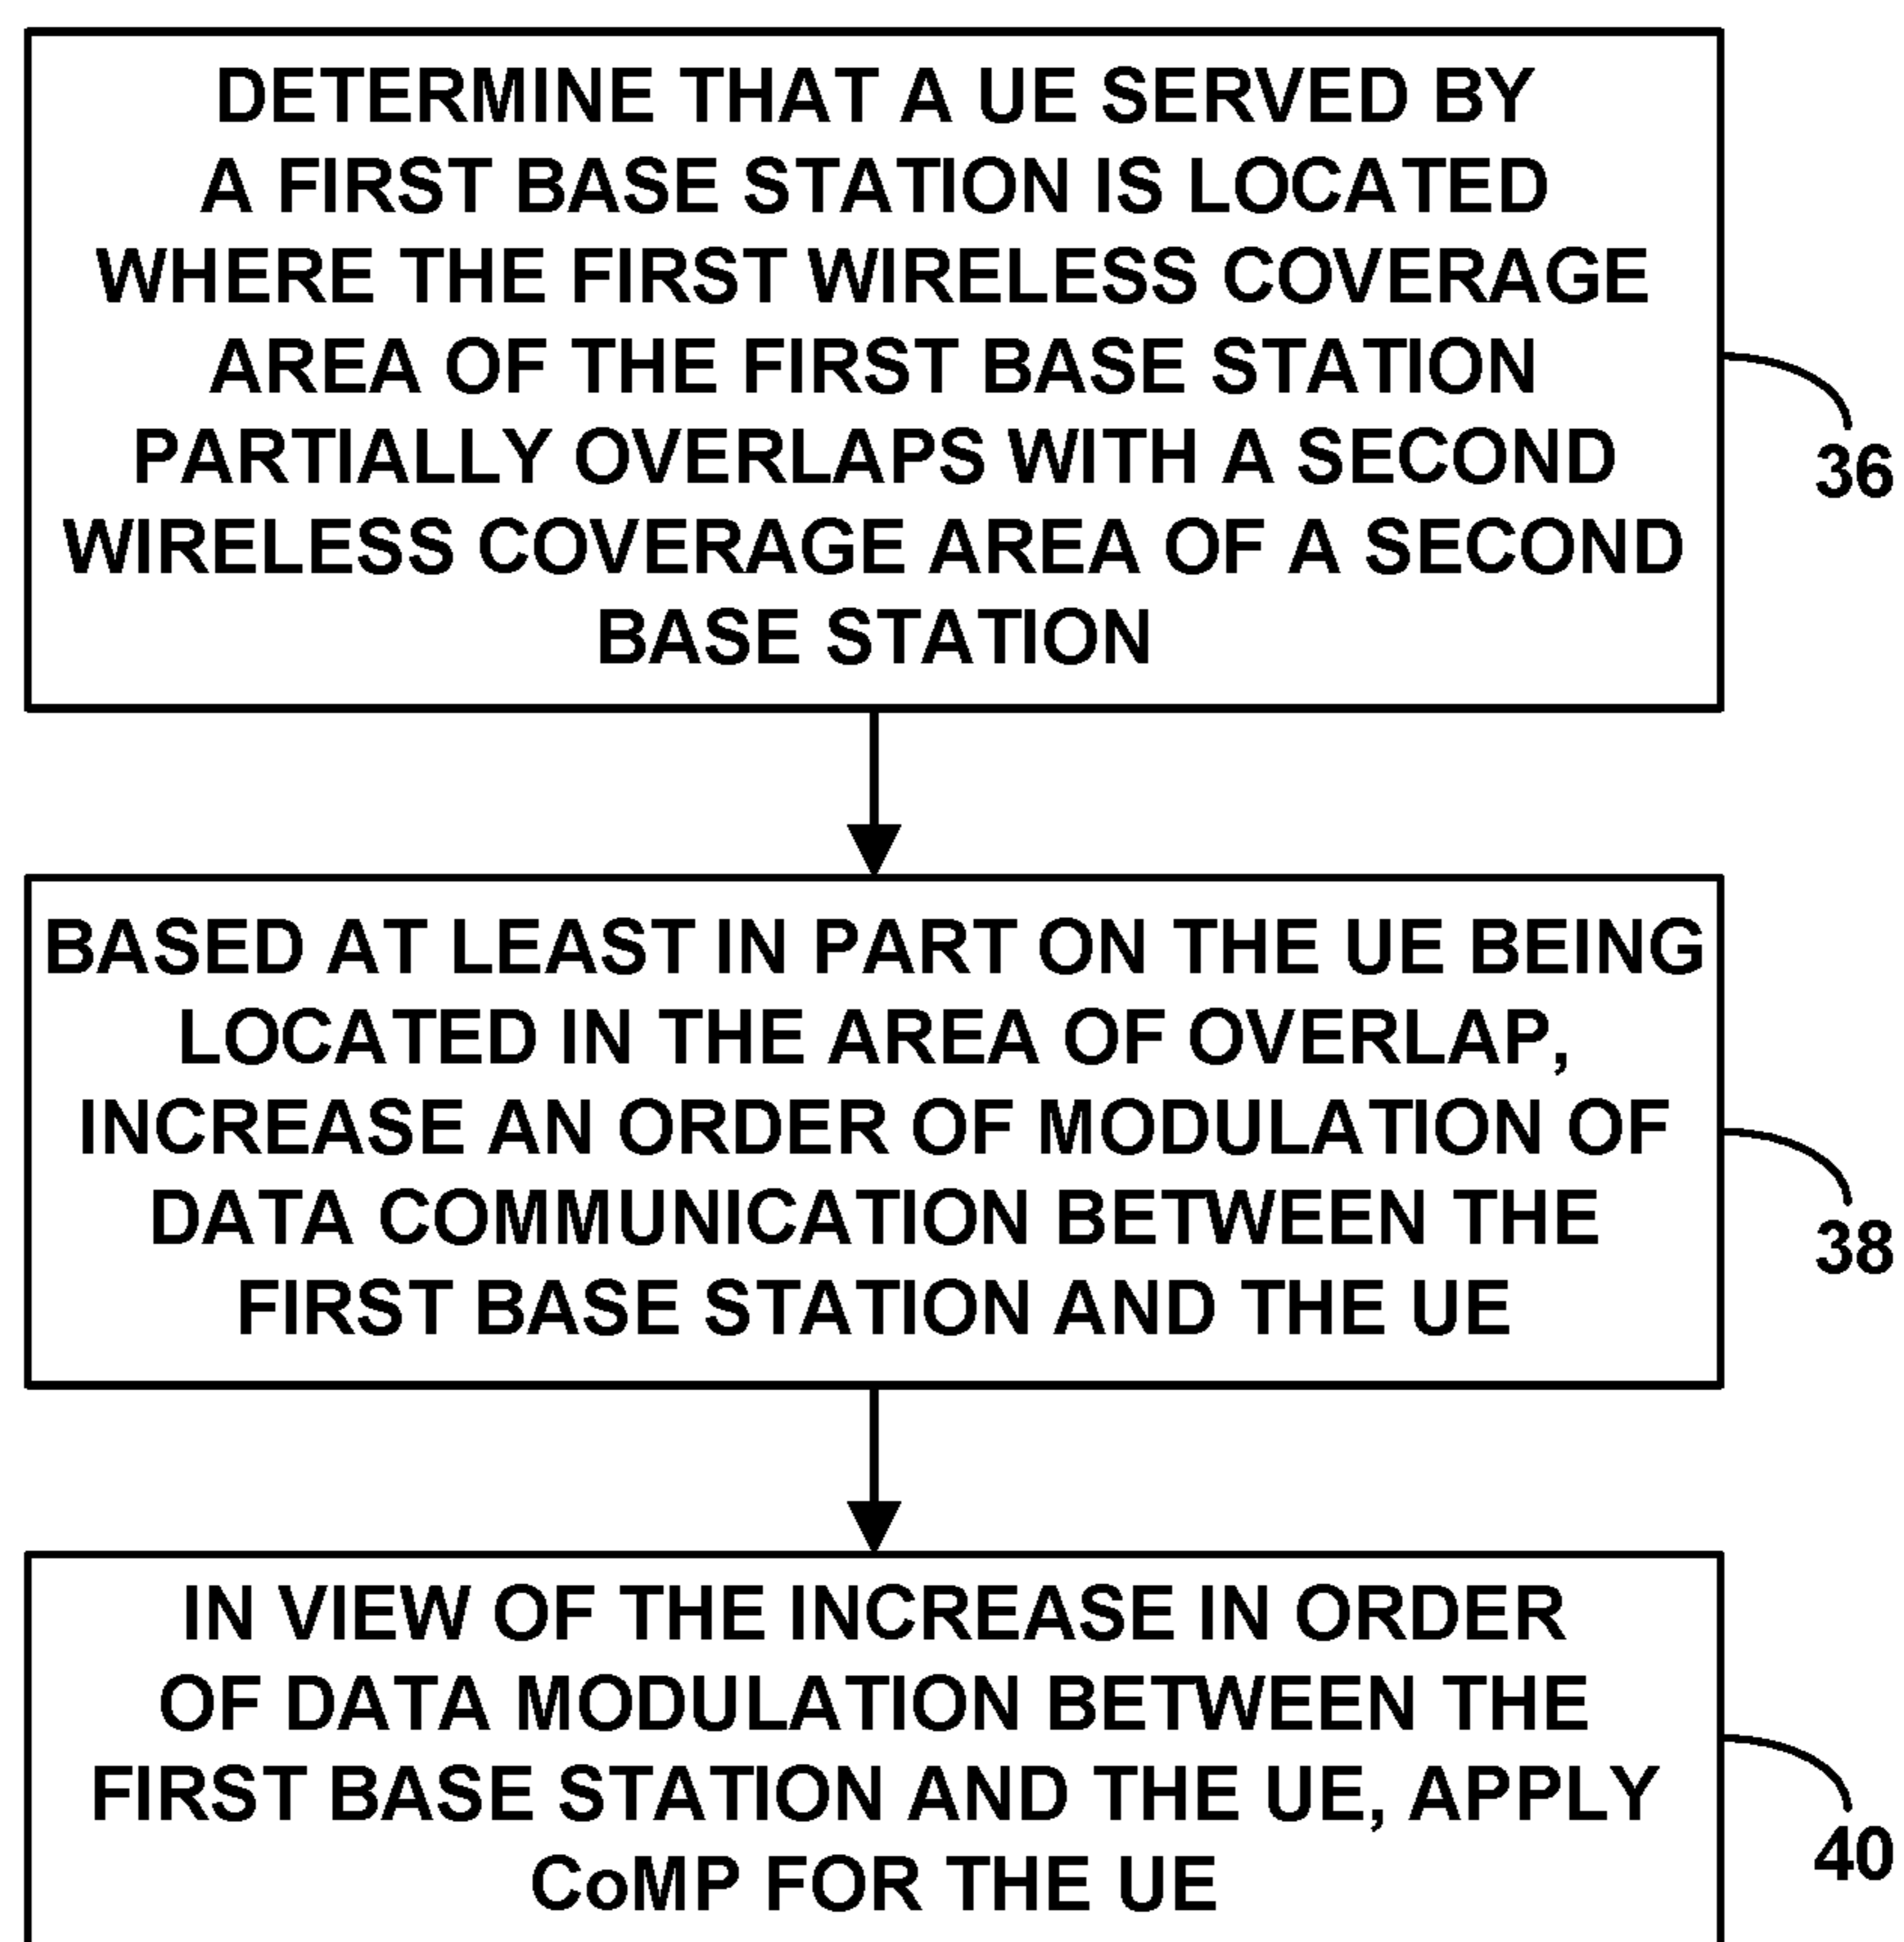 DETERMINE THAT A UE SERVED BY
A FIRST BASE STATION IS LOCATED
WHERE THE FIRST WIRELESS COVERAGE
AREA OF THE FIRST BASE STATION
PARTIALLY OVERLAPS WITH A SECOND
WIRELESS COVERAGE AREA OF A SECOND
BASE STATION
36
BASED AT LEAST IN PART ON THE UE BEING
LOCATED IN THE AREA OF OVERLAP,
INCREASE AN ORDER OF MODULATION OF
DATA COMMUNICATION BETWEEN THE
FIRST BASE STATION AND THE UE
38
IN VIEW OF THE INCREASE IN ORDER
OF DATA MODULATION BETWEEN THE
FIRST BASE STATION AND THE UE, APPLY
CoMP FOR THE UE
40